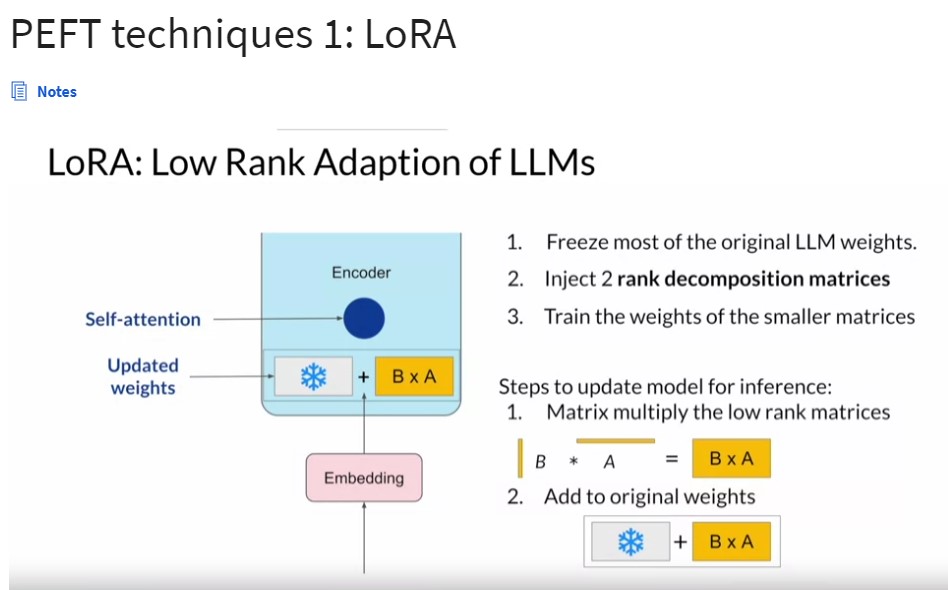 PEFT techniques 1: LoRA
Notes
LoRA: Low Rank Adaption of LLMs
Encoder
Self-attention
Updated
weights
+ B x A
Embedding
1. Freeze most of the original LLM weights.
2. Inject 2 rank decomposition matrices
3. Train the weights of the smaller matrices
Steps to update model for inference:
1. Matrix multiply the low rank matrices
B * A = B x A
2. Add to original weights
+ B x A